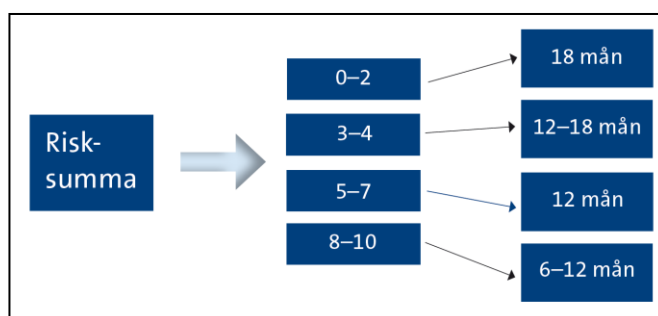 Risk-
summa
0–2
3–4
5–7
8–10
18 mån
12–18 mån
12 mån
6–12 mån